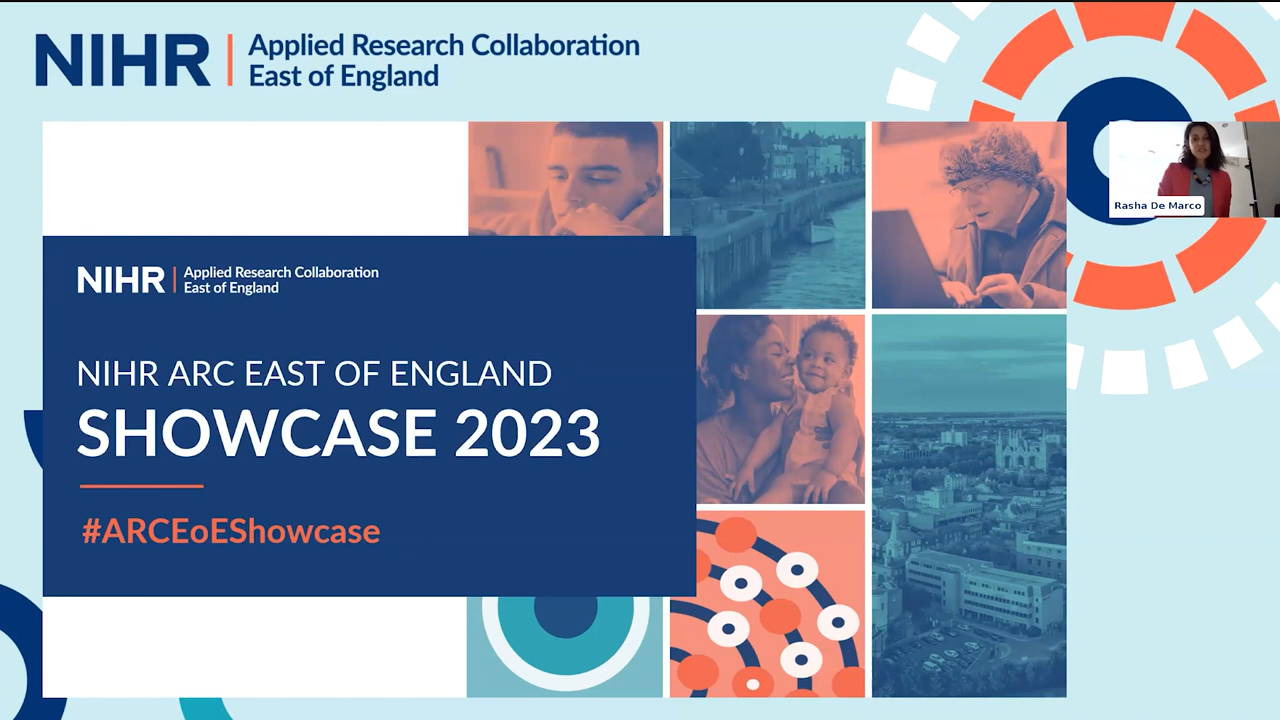 NIHR | Applied Research Collaboration
East of England
Rasha De Marco
NIHR | Applied Research Collaboration
East of England
NIHR ARC EAST OF ENGLAND
SHOWCASE 2023
#ARCEoEShowcase